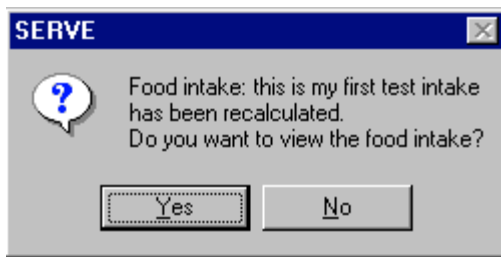 SERVE
Food intake: this is my first test intake
has been recalculated.
Do you want to view the food intake?
Yes
No